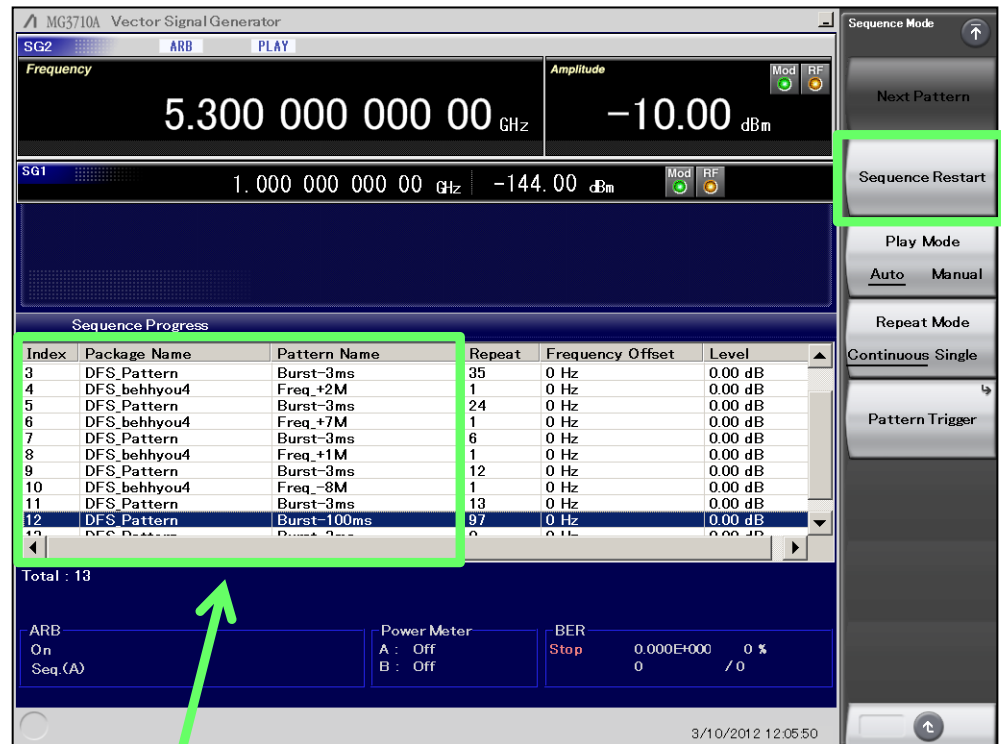 MG3710A Vector Signal Generator
SG2 ARB PLAY
Frequency
5.300 000 000 00 GHz
Amplitude
Mod RF
-10.00 dBm
SG1 1. 000 000 000 00 GHz -144. 00 dBm Mod RF
Sequence Progress
Index Package Name Pattern Name Repeat Frequency Offset Level
3 DFS_Pattern Burst-3ms 35 0 Hz 0.00 dB
4 DFS_behhyou4 Freq_+2M 1 0 Hz 0.00 dB
5 DFS_Pattern Burst-3ms 24 0 Hz 0.00 dB
6 DFS_behhyou4 Freq_+7M 1 0 Hz 0.00 dB
7 DFS_Pattern Burst-3ms 6 0 Hz 0.00 dB
8 DFS_behhyou4 Freq_+1M 1 0 Hz 0.00 dB
9 DFS_Pattern Burst-3ms 12 0 Hz 0.00 dB
10 DFS_behhyou4 Freq_-8M 1 0 Hz 0.00 dB
11 DFS_Pattern Burst-3ms 13 0 Hz 0.00 dB
12 DFS_Pattern Burst-100ms 97 0 Hz 0.00 dB
Total : 13
ARB
On
Seq.(A)
Power Meter
A : Off
B : Off
BER
Stop 0.000E+000 0 %
0 / 0
3/10/2012 12:05:50
Sequence Mode
Next Pattern
Sequence Restart
Play Mode
Auto Manual
Repeat Mode
Continuous Single
Pattern Trigger